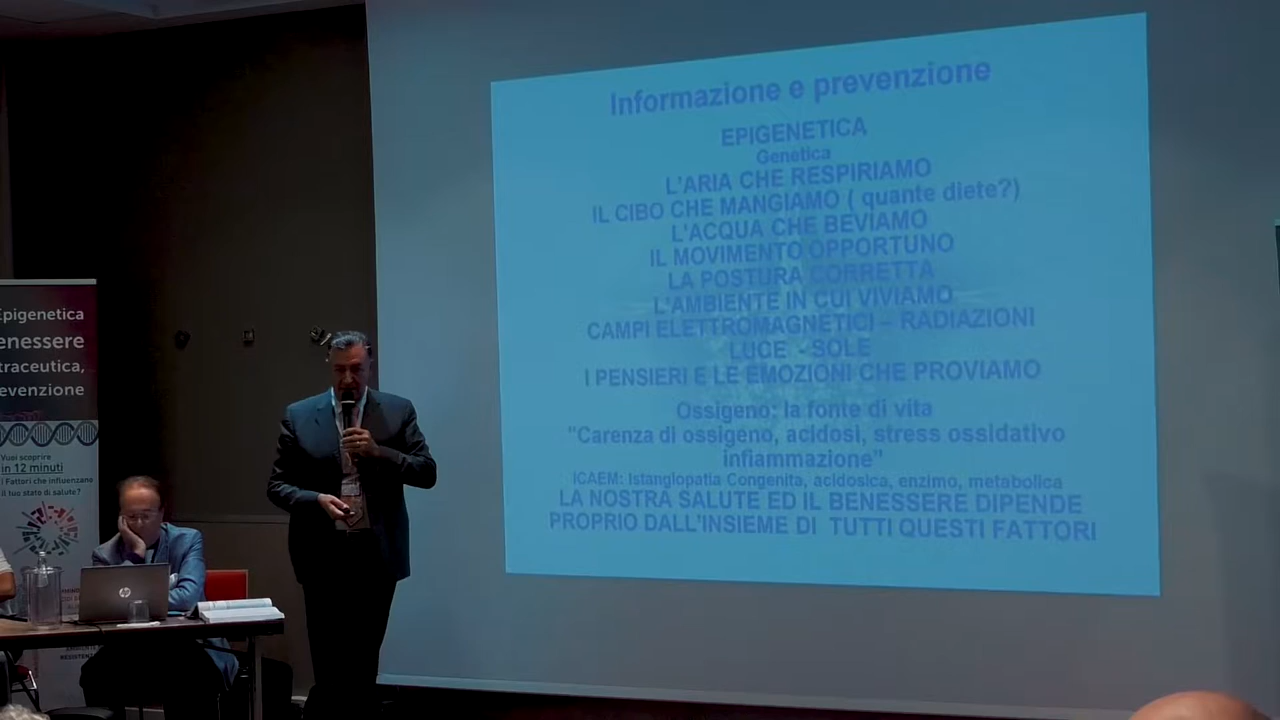 Informazione e prevenzione
EPIGENETICA
Genetica
L'ARIA CHE RESPIRIAMO
IL CIBO CHE MANGIAMO ( quante diete?)
L'ACQUA CHE BEVIAMO
IL MOVIMENTO OPPORTUNO
LA POSTURA CORRETTA
L'AMBIENTE IN CUI VIVIAMO
CAMPI ELETTROMAGNETICI – RADIAZIONI
LUCE - SOLE
I PENSIERI E LE EMOZIONI CHE PROVIAMO
Ossigeno: la fonte di vita
"Carenza di ossigeno, acidosi, stress ossidativo
infiammazione"
ICAEM: Istangiopatia Congenita, acidosica, enzimo, metabolica
LA NOSTRA SALUTE ED IL BENESSERE DIPENDE
PROPRIO DALL'INSIEME DI TUTTI QUESTI FATTORI
Epigenetica
enessere
traceutica,
evenzione
Vuoi scoprire
in 12 minuti
i Fattori che influenzano
il tuo stato di salute?
hp